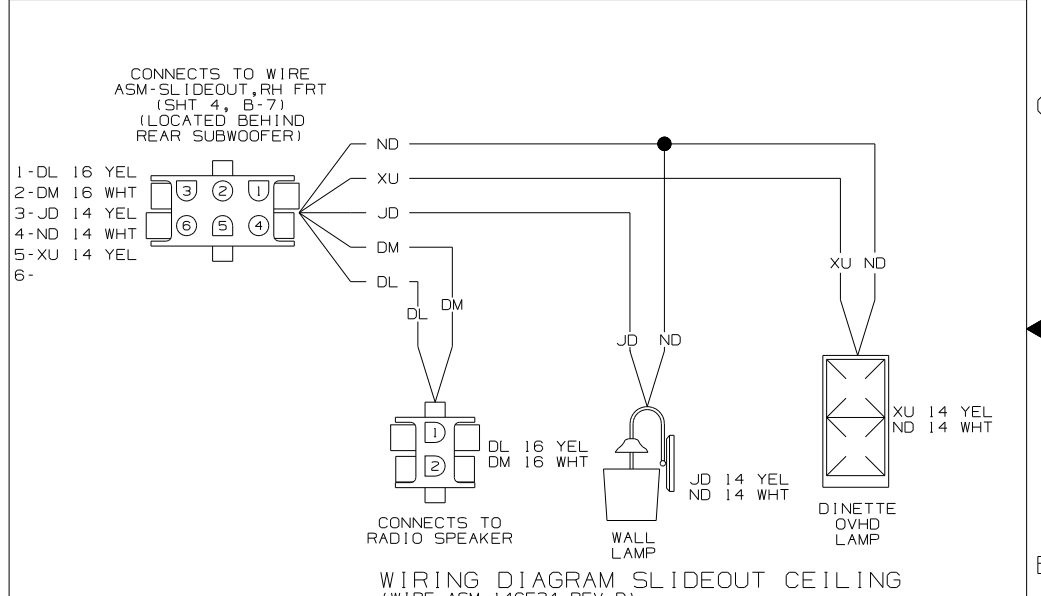 CONNECTS TO WIRE
ASM-SLIDEOUT,RH FRT
(SHT 4, B-7)
(LOCATED BEHIND
REAR SUBWOOFER)
1-DL 16 YEL
2-DM 16 WHT
3-JD 14 YEL
4-ND 14 WHT
5-XU 14 YEL
6-
3 2 1
6 5 4
ND
XU
JD
DM
DL
DL
DM
JD
ND
XU ND
1
2
DL 16 YEL
DM 16 WHT
CONNECTS TO
RADIO SPEAKER
JD 14 YEL
ND 14 WHT
WALL
LAMP
XU 14 YEL
ND 14 WHT
DINETTE
OVHD
LAMP
WIRING DIAGRAM SLIDEOUT CEILING
(WIRE ASM